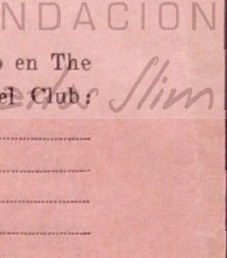 NDACION
o en The
el Club:
Slim